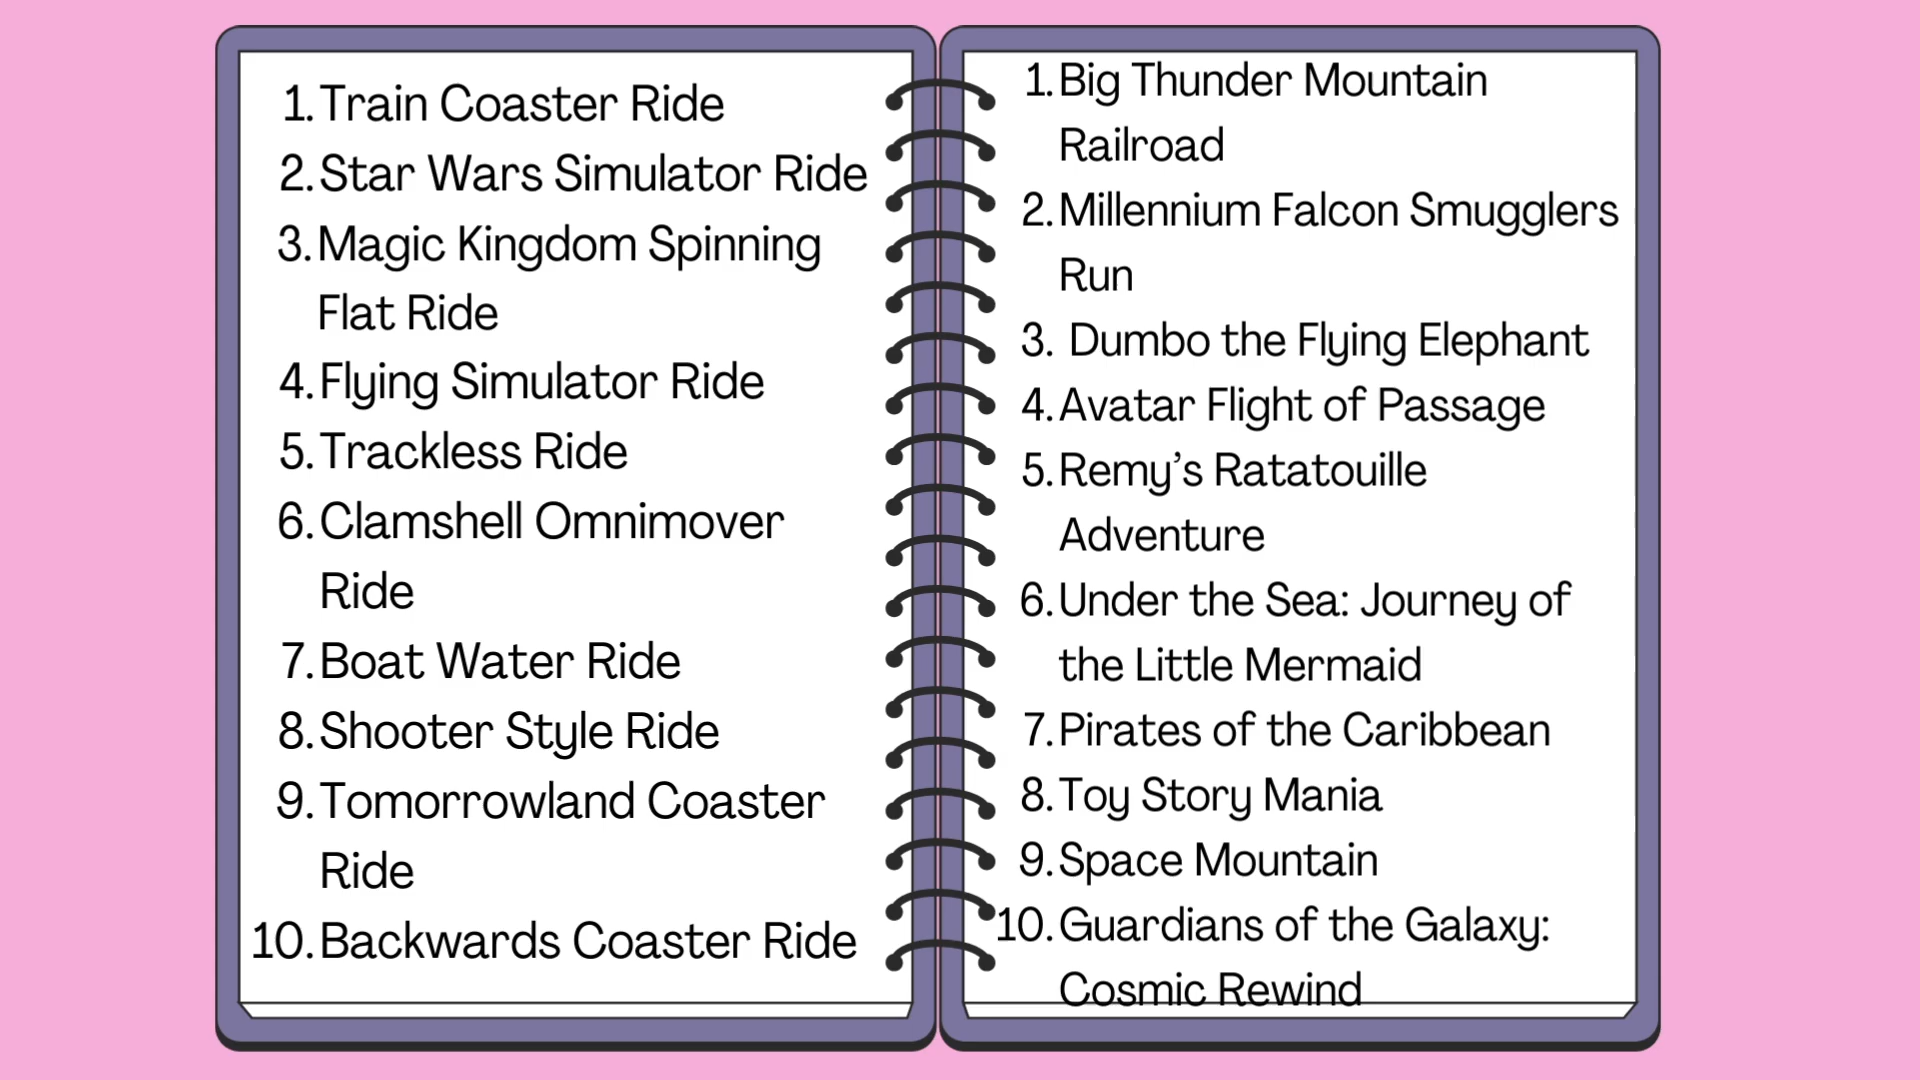 1. Train Coaster Ride
2. Star Wars Simulator Ride
3. Magic Kingdom Spinning
Flat Ride
4. Flying Simulator Ride
5. Trackless Ride
6. Clamshell Omnimover
Ride
7. Boat Water Ride
8. Shooter Style Ride
9. Tomorrowland Coaster
Ride
10. Backwards Coaster Ride
1. Big Thunder Mountain
Railroad
2. Millennium Falcon Smugglers
Run
3. Dumbo the Flying Elephant
4. Avatar Flight of Passage
5. Remy's Ratatouille
Adventure
6. Under the Sea: Journey of
the Little Mermaid
7. Pirates of the Caribbean
8. Toy Story Mania
9. Space Mountain
10. Guardians of the Galaxy:
Cosmic Rewind